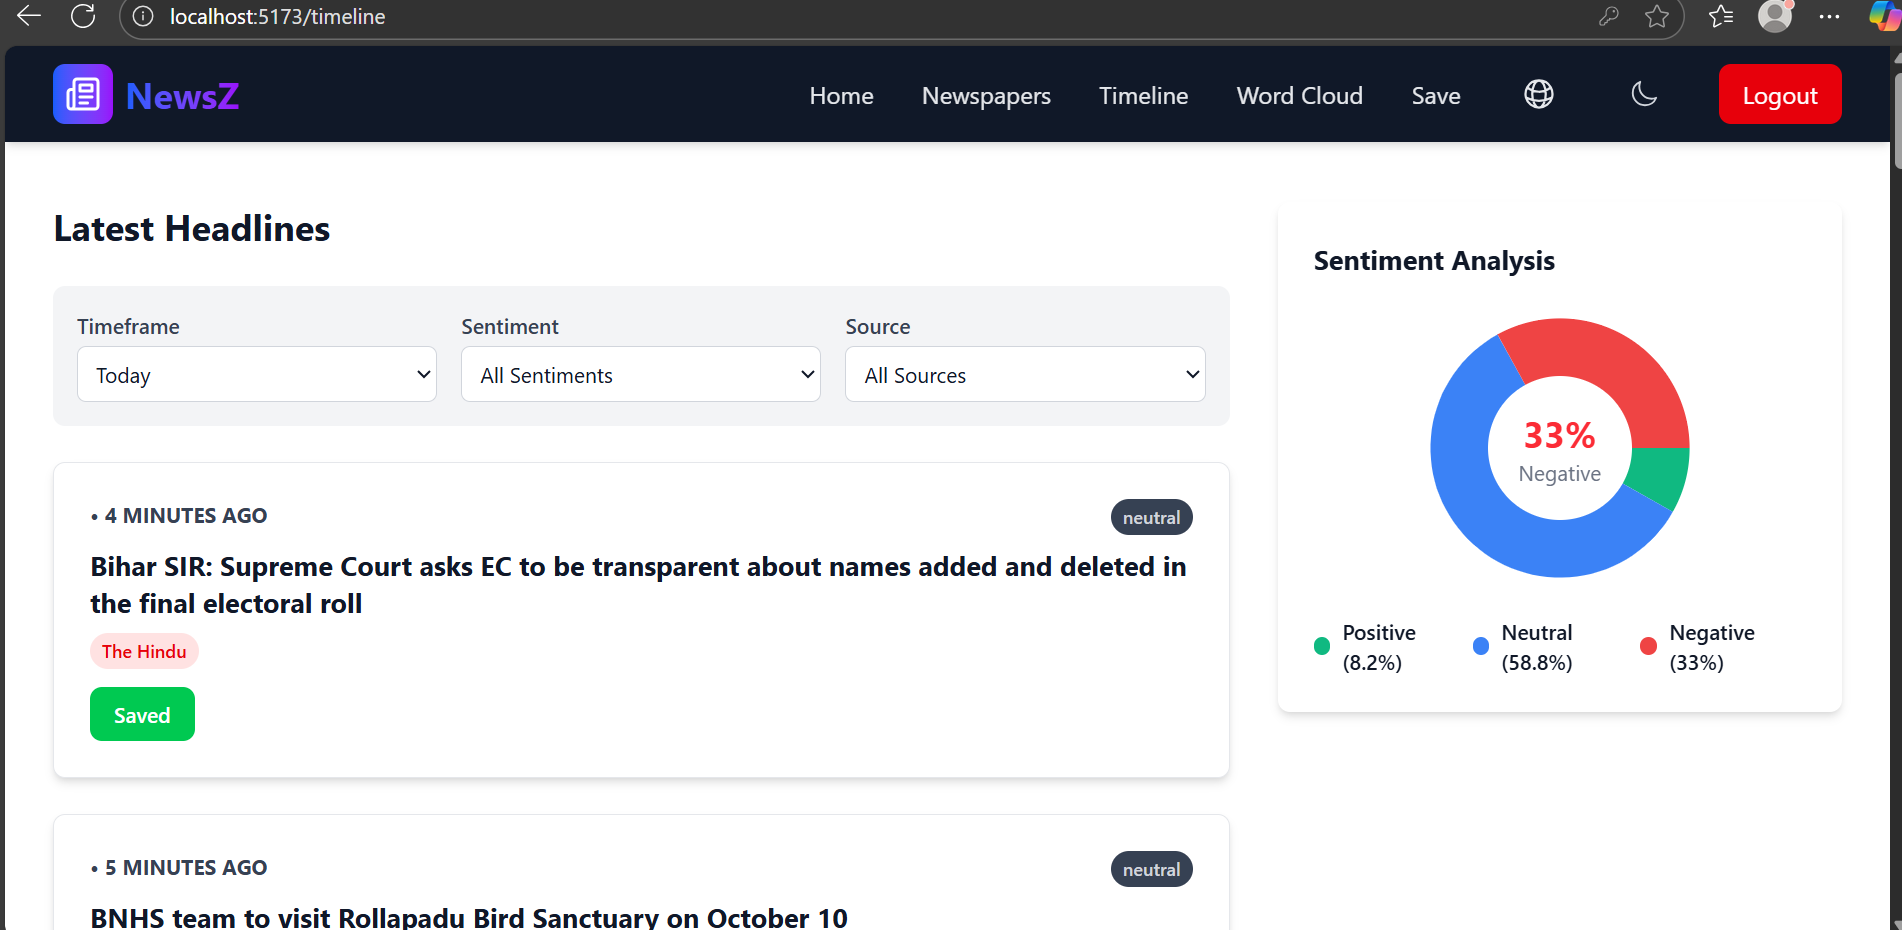 localhost:5173/timeline
NewsZ
Home Newspapers Timeline Word Cloud Save Logout
Latest Headlines
Timeframe Sentiment Source
Today All Sentiments All Sources
• 4 MINUTES AGO neutral
Bihar SIR: Supreme Court asks EC to be transparent about names added and deleted in
the final electoral roll
The Hindu
Saved
• 5 MINUTES AGO neutral
BNHS team to visit Rollapadu Bird Sanctuary on October 10
Sentiment Analysis
33%
Negative
Positive Neutral Negative
(8.2%) (58.8%) (33%)